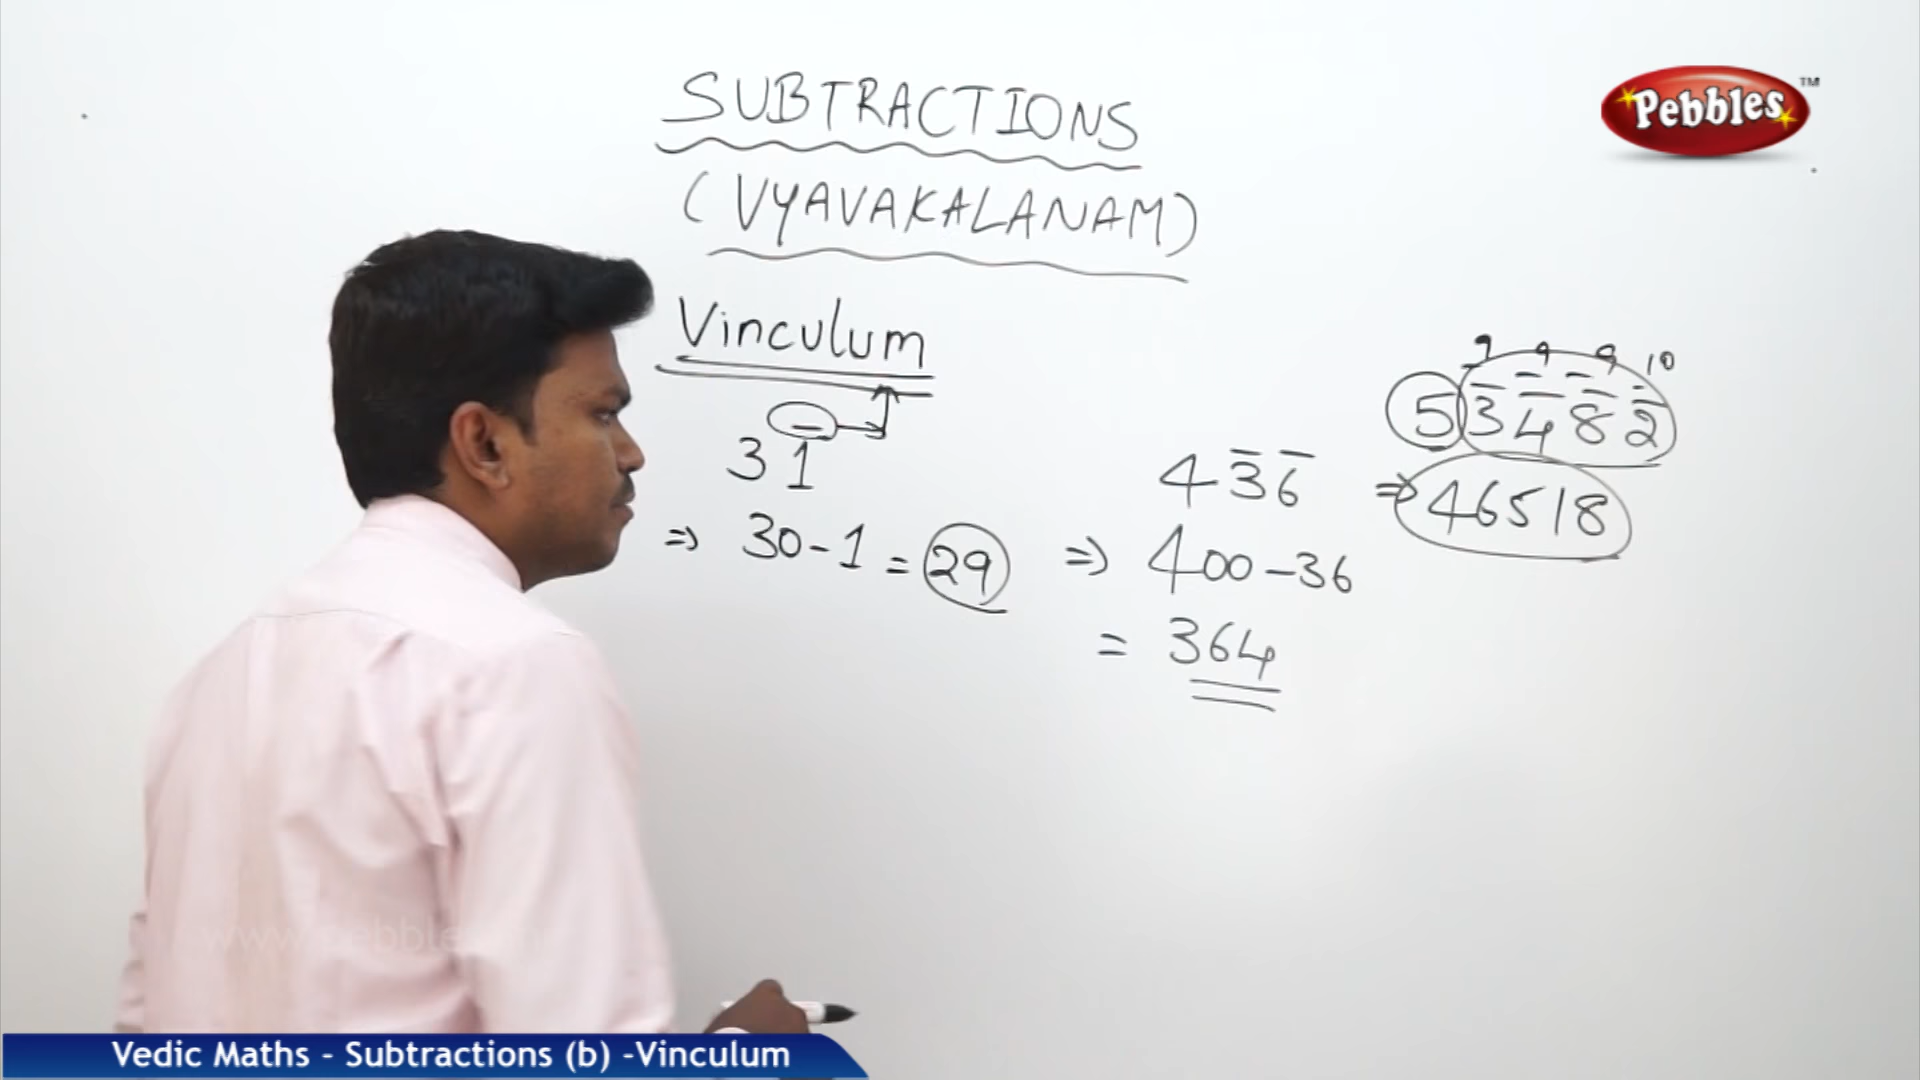 SUBTRACTIONS
(VYAVAKALANAM)
Pebbles™
Vinculum
31̅
⇒ 30-1 = 29
43̅6̅
⇒ 400-36
= 364
9 9 9 10
53̅4̅8̅2̅
⇒ 46518
Vedic Maths - Subtractions (b) -Vinculum